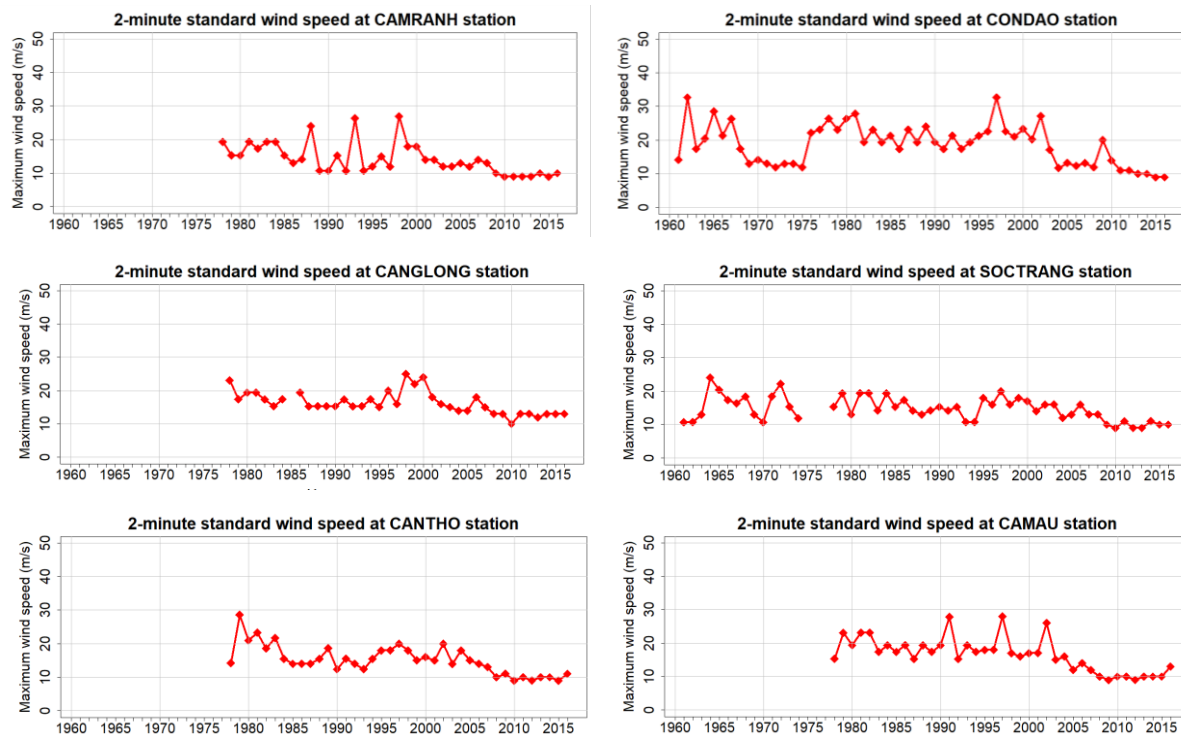 2-minute standard wind speed at CAMRANH station
Maximum wind speed (m/s)
50
40
30
20
10
0
1960 1965 1970 1975 1980 1985 1990 1995 2000 2005 2010 2015
2-minute standard wind speed at CONDAO station
Maximum wind speed (m/s)
50
40
30
20
10
0
1960 1965 1970 1975 1980 1985 1990 1995 2000 2005 2010 2015
2-minute standard wind speed at CANGLONG station
Maximum wind speed (m/s)
50
40
30
20
10
0
1960 1965 1970 1975 1980 1985 1990 1995 2000 2005 2010 2015
2-minute standard wind speed at SOCTRANG station
Maximum wind speed (m/s)
50
40
30
20
10
0
1960 1965 1970 1975 1980 1985 1990 1995 2000 2005 2010 2015
2-minute standard wind speed at CANTHO station
Maximum wind speed (m/s)
50
40
30
20
10
0
1960 1965 1970 1975 1980 1985 1990 1995 2000 2005 2010 2015
2-minute standard wind speed at CAMAU station
Maximum wind speed (m/s)
50
40
30
20
10
0
1960 1965 1970 1975 1980 1985 1990 1995 2000 2005 2010 2015